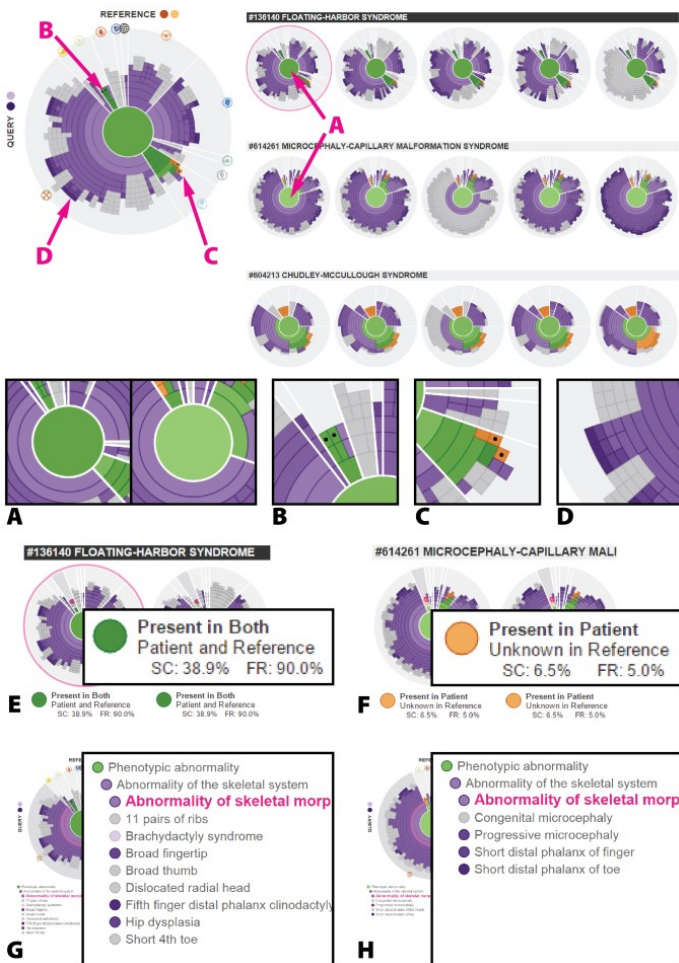 REFERENCE
#136140 FLOATING-HARBOR SYNDROME
B
QUERY
A
#614261 MICROCEPHALY-CAPILLARY MALFORMATION SYNDROME
D
C
#604213 CHUDLEY-MCCULLOUGH SYNDROME
A
B
C
D
#136140 FLOATING-HARBOR SYNDROME
#614261 MICROCEPHALY-CAPILLARY MALI
Present in Both
Patient and Reference
SC: 38.9% FR: 90.0%
Present in Patient
Unknown in Reference
SC: 6.5% FR: 5.0%
E
Present in Both
Patient and Reference
SC: 38.9% FR: 90.0%
Present in Both
Patient and Reference
SC: 38.9% FR: 90.0%
F
Present in Patient
Unknown in Reference
SC: 6.5% FR: 5.0%
Present in Patient
Unknown in Reference
SC: 6.5% FR: 5.0%
REFER
QUERY
Phenotypic abnormality
Abnormality of the skeletal system
Abnormality of skeletal morp
11 pairs of ribs
Brachydactyly syndrome
Broad fingertip
Broad thumb
Dislocated radial head
Fifth finger distal phalanx clinodactyly
Hip dysplasia
Short 4th toe
G
QUERY
Phenotypic abnormality
Abnormality of the skeletal system
Abnormality of skeletal morp
Congenital microcephaly
Progressive microcephaly
Short distal phalanx of finger
Short distal phalanx of toe
H